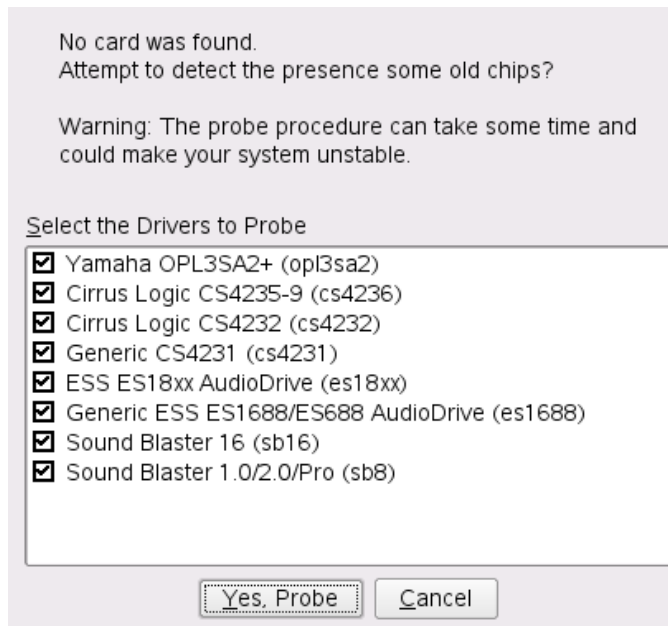 No card was found.
Attempt to detect the presence some old chips?
Warning: The probe procedure can take some time and
could make your system unstable.
Select the Drivers to Probe
Yamaha OPL3SA2+ (opl3sa2)
Cirrus Logic CS4235-9 (cs4236)
Cirrus Logic CS4232 (cs4232)
Generic CS4231 (cs4231)
ESS ES18xx AudioDrive (es18xx)
Generic ESS ES1688/ES688 AudioDrive (es1688)
Sound Blaster 16 (sb16)
Sound Blaster 1.0/2.0/Pro (sb8)
Yes, Probe
Cancel